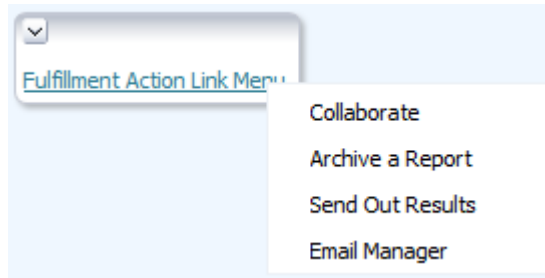 Fulfillment Action Link Menu
Collaborate
Archive a Report
Send Out Results
Email Manager